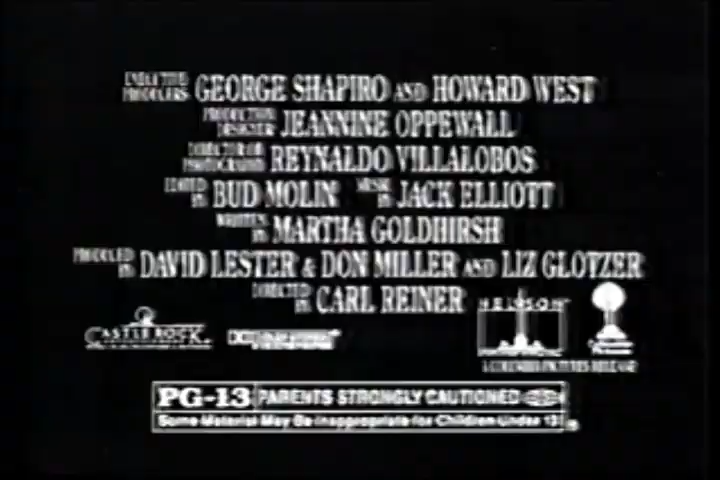 EXECUTIVE PRODUCERS GEORGE SHAPIRO AND HOWARD WEST
PRODUCTION DESIGNER JEANNINE OPPEWALL
DIRECTOR OF PHOTOGRAPHY REYNALDO VILLALOBOS
EDITED BY BUD MOLIN MUSIC BY JACK ELLIOTT
WRITTEN BY MARTHA GOLDHIRSH
PRODUCED BY DAVID LESTER & DON MILLER AND LIZ GLOTZER
DIRECTED BY CARL REINER
CASTLE ROCK
NELSON
A COLUMBIA PICTURES RELEASE
PG-13 PARENTS STRONGLY CAUTIONED
Some Material May Be Inappropriate for Children Under 13